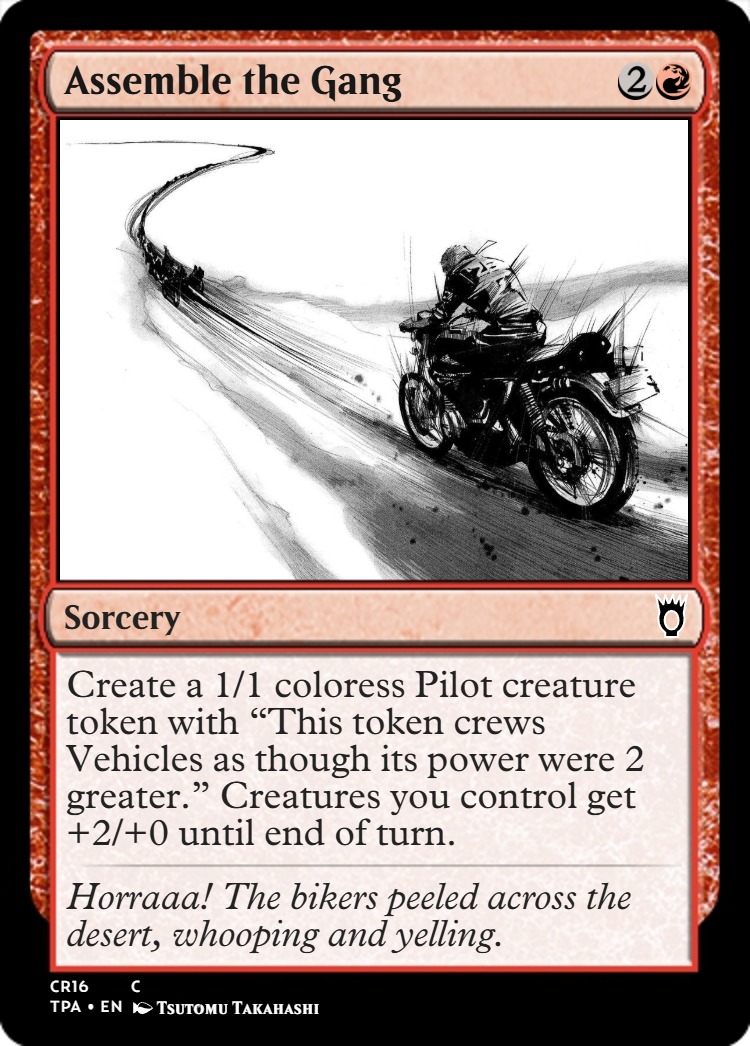 Assemble the Gang 2
Sorcery
Create a 1/1 coloress Pilot creature
token with “This token crews
Vehicles as though its power were 2
greater.” Creatures you control get
+2/+0 until end of turn.
Horraaa! The bikers peeled across the
desert, whooping and yelling.
CR16 C
TPA • EN Tsutomu Takahashi